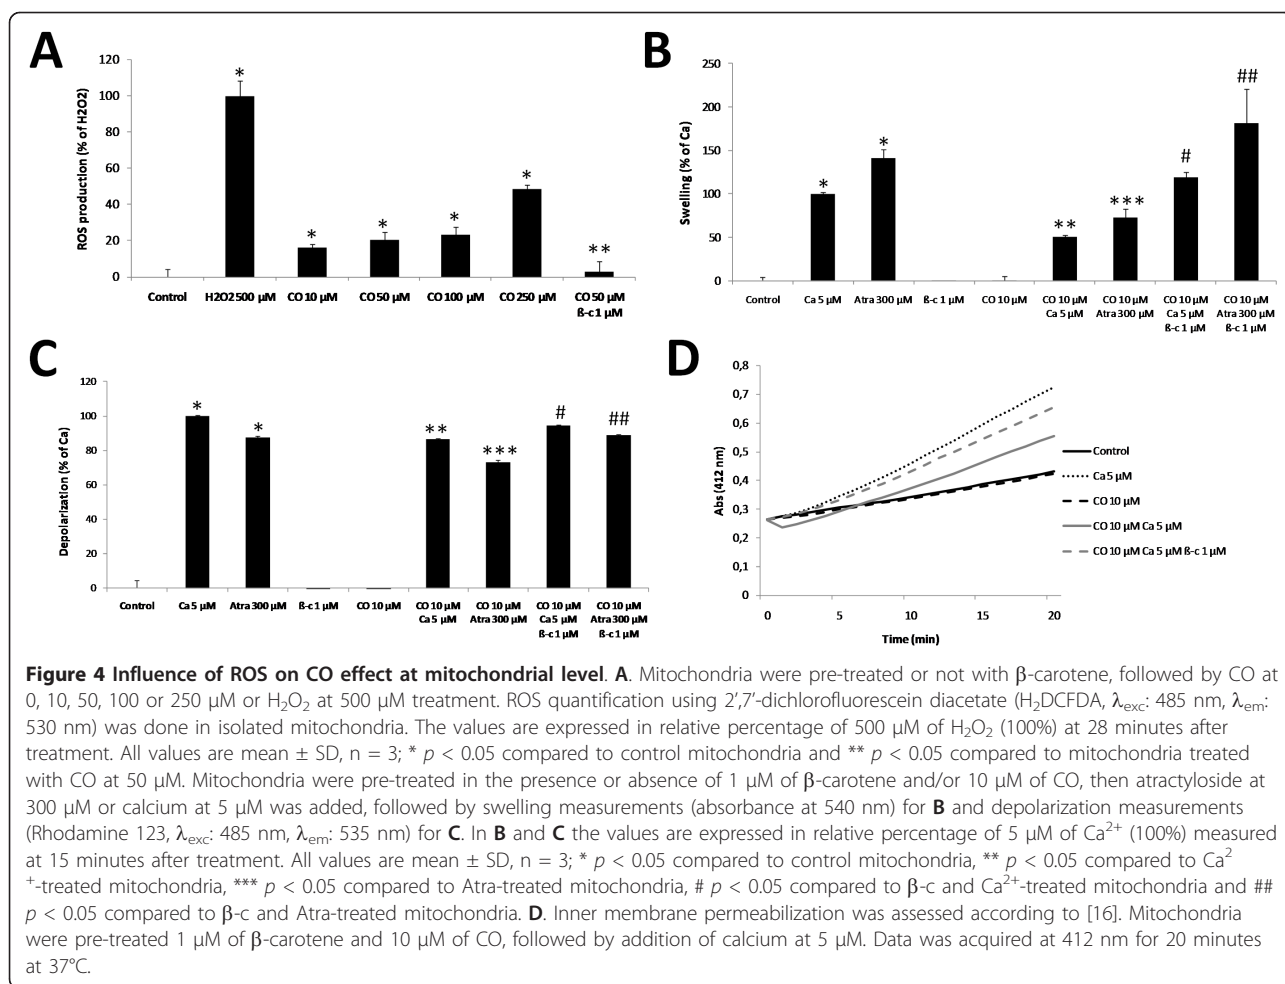 A
ROS production (% of H2O2)
120
100
80
60
40
20
0
*
*
*
*
*
**
Control
H2O2 500 μM
CO 10 μM
CO 50 μM
CO 100 μM
CO 250 μM
CO 50 μM
ß-c 1 μM
B
Swelling (% of Ca)
250
200
150
100
50
0
*
*
**
***
#
##
Control
Ca 5 μM
Atra 300 μM
ß-c 1 μM
CO 10 μM
CO 10 μM
Ca 5 μM
CO 10 μM
Atra 300 μM
CO 10 μM
Ca 5 μM
ß-c 1 μM
CO 10 μM
Atra 300 μM
ß-c 1 μM
C
Depolarization (% of Ca)
120
100
80
60
40
20
0
*
*
**
***
#
##
Control
Ca 5 μM
Atra 300 μM
ß-c 1 μM
CO 10 μM
CO 10 μM
Ca 5 μM
CO 10 μM
Atra 300 μM
CO 10 μM
Ca 5 μM
ß-c 1 μM
CO 10 μM
Atra 300 μM
ß-c 1 μM
D
Abs (412 nm)
0,8
0,7
0,6
0,5
0,4
0,3
0,2
0,1
0
0
5
10
15
20
Time (min)
Control
Ca 5 μM
CO 10 μM
CO 10 μM Ca 5 μM
CO 10 μM Ca 5 μM ß-c 1 μM
Figure 4 Influence of ROS on CO effect at mitochondrial level. A. Mitochondria were pre-treated or not with β-carotene, followed by CO at
0, 10, 50, 100 or 250 μM or H₂O₂ at 500 μM treatment. ROS quantification using 2',7'-dichlorofluorescein diacetate (H₂DCFDA, λexc: 485 nm, λem:
530 nm) was done in isolated mitochondria. The values are expressed in relative percentage of 500 μM of H₂O₂ (100%) at 28 minutes after
treatment. All values are mean ± SD, n = 3; * p < 0.05 compared to control mitochondria and ** p < 0.05 compared to mitochondria treated
with CO at 50 μM. Mitochondria were pre-treated in the presence or absence of 1 μM of β-carotene and/or 10 μM of CO, then atractyloside at
300 μM or calcium at 5 μM was added, followed by swelling measurements (absorbance at 540 nm) for B and depolarization measurements
(Rhodamine 123, λexc: 485 nm, λem: 535 nm) for C. In B and C the values are expressed in relative percentage of 5 μM of Ca²⁺ (100%) measured
at 15 minutes after treatment. All values are mean ± SD, n = 3; * p < 0.05 compared to control mitochondria, ** p < 0.05 compared to Ca²
⁺-treated mitochondria, *** p < 0.05 compared to Atra-treated mitochondria, # p < 0.05 compared to β-c and Ca²⁺-treated mitochondria and ##
p < 0.05 compared to β-c and Atra-treated mitochondria. D. Inner membrane permeabilization was assessed according to [16]. Mitochondria
were pre-treated 1 μM of β-carotene and 10 μM of CO, followed by addition of calcium at 5 μM. Data was acquired at 412 nm for 20 minutes
at 37°C.